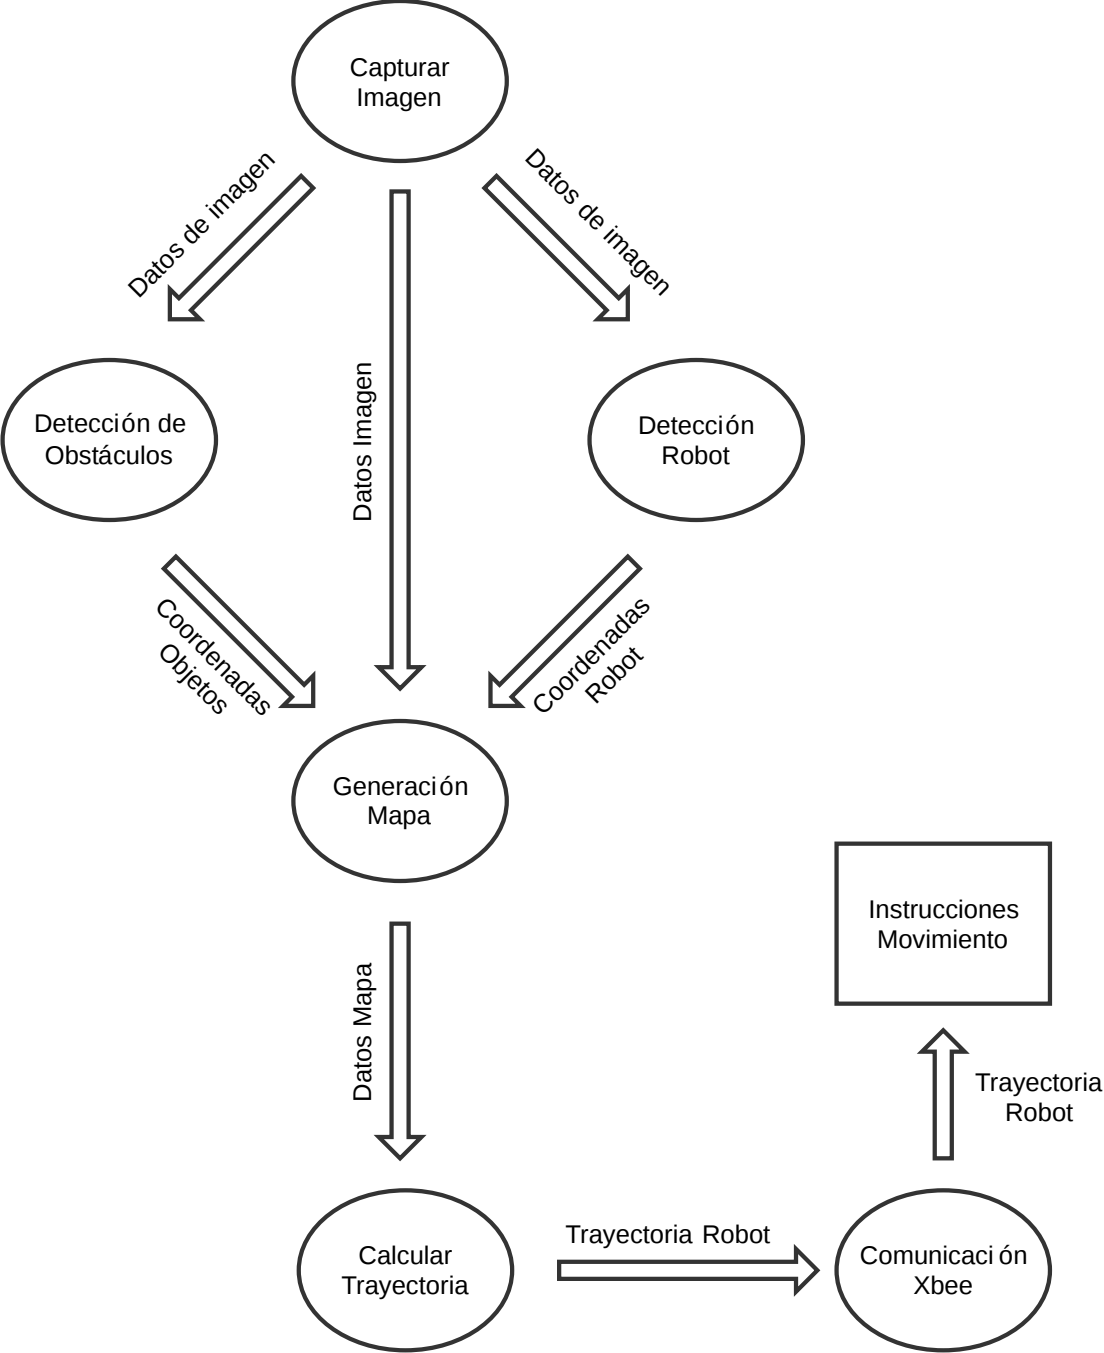 Capturar
Imagen
Datos de imagen
Datos de imagen
Datos Imagen
Detección de
Obstáculos
Detección
Robot
Coordenadas
Objetos
Coordenadas
Robot
Generación
Mapa
Datos Mapa
Instrucciones
Movimiento
Trayectoria
Robot
Calcular
Trayectoria
Trayectoria Robot
Comunicación
Xbee